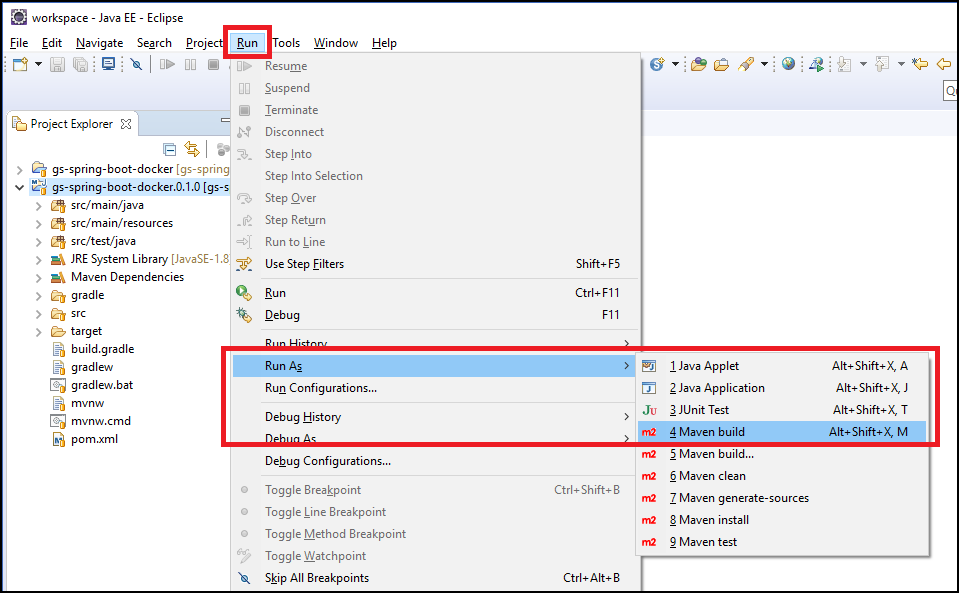 workspace - Java EE - Eclipse
File Edit Navigate Search Project Run Tools Window Help
Project Explorer
gs-spring-boot-docker [gs-spring
gs-spring-boot-docker.0.1.0 [gs-s
src/main/java
src/main/resources
src/test/java
JRE System Library [JavaSE-1.8
Maven Dependencies
gradle
src
target
build.gradle
gradlew
gradlew.bat
mvnw
mvnw.cmd
pom.xml
Resume
Suspend
Terminate
Disconnect
Step Into
Step Into Selection
Step Over
Step Return
Run to Line
Use Step Filters Shift+F5
Run Ctrl+F11
Debug F11
Run History
Run As
Run Configurations...
Debug History
Debug As
Debug Configurations...
Toggle Breakpoint Ctrl+Shift+B
Toggle Line Breakpoint
Toggle Method Breakpoint
Toggle Watchpoint
Skip All Breakpoints Ctrl+Alt+B
1 Java Applet Alt+Shift+X, A
J 2 Java Application Alt+Shift+X, J
Ju 3 JUnit Test Alt+Shift+X, T
m2 4 Maven build Alt+Shift+X, M
m2 5 Maven build...
m2 6 Maven clean
m2 7 Maven generate-sources
m2 8 Maven install
m2 9 Maven test